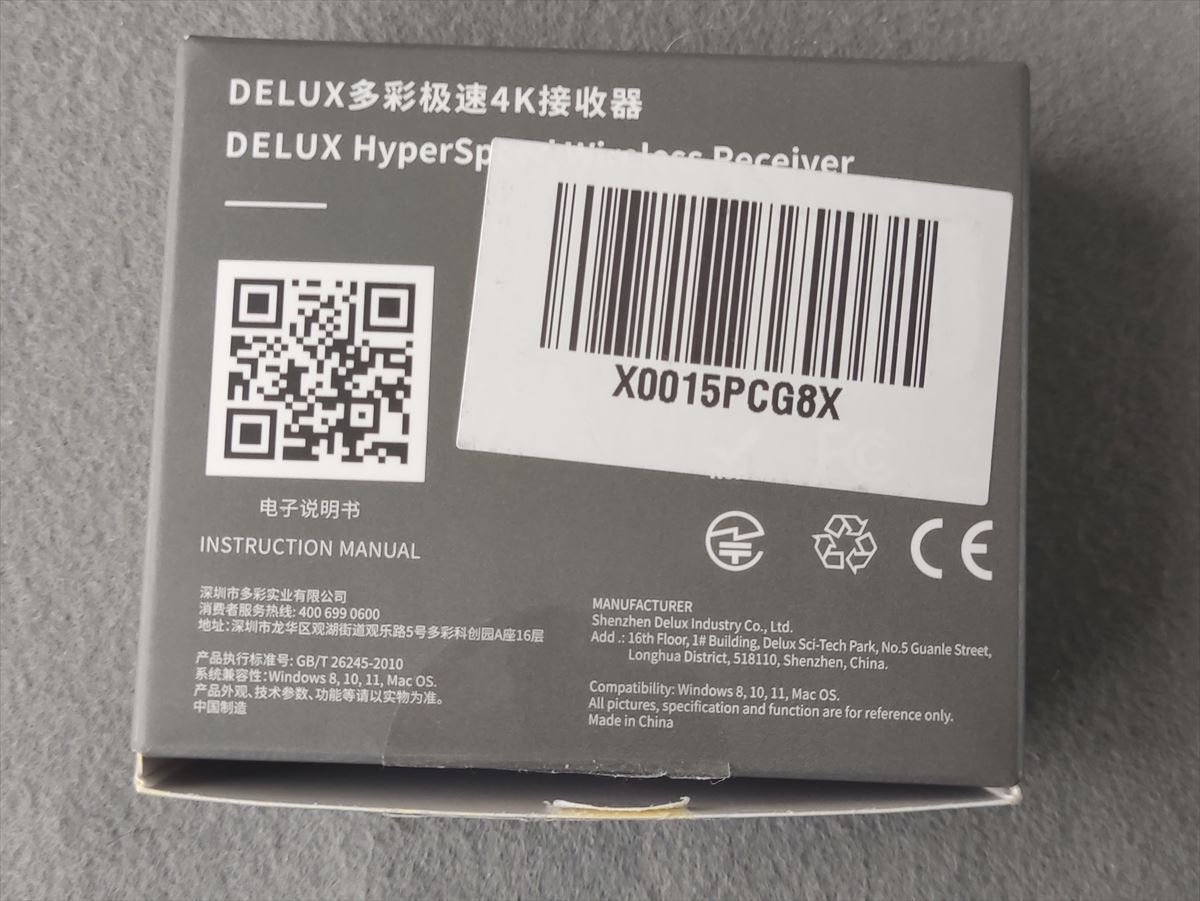 DELUX多彩极速4K接收器
DELUX HyperSpeed Wireless Receiver
X0015PCG8X
FC
CE
电子说明书
INSTRUCTION MANUAL
深圳市多彩实业有限公司
消费者服务热线: 400 699 0600
地址:深圳市龙华区观湖街道观乐路5号多彩科创园A座16层
产品执行标准号: GB/T 26245-2010
系统兼容性:Windows 8, 10, 11, Mac OS.
产品外观、技术参数、功能等请以实物为准。
中国制造
MANUFACTURER
Shenzhen Delux Industry Co., Ltd.
Add .: 16th Floor, 1# Building, Delux Sci-Tech Park, No.5 Guanle Street,
Longhua District, 518110, Shenzhen, China.
Compatibility: Windows 8, 10, 11, Mac OS.
All pictures, specification and function are for reference only.
Made in China